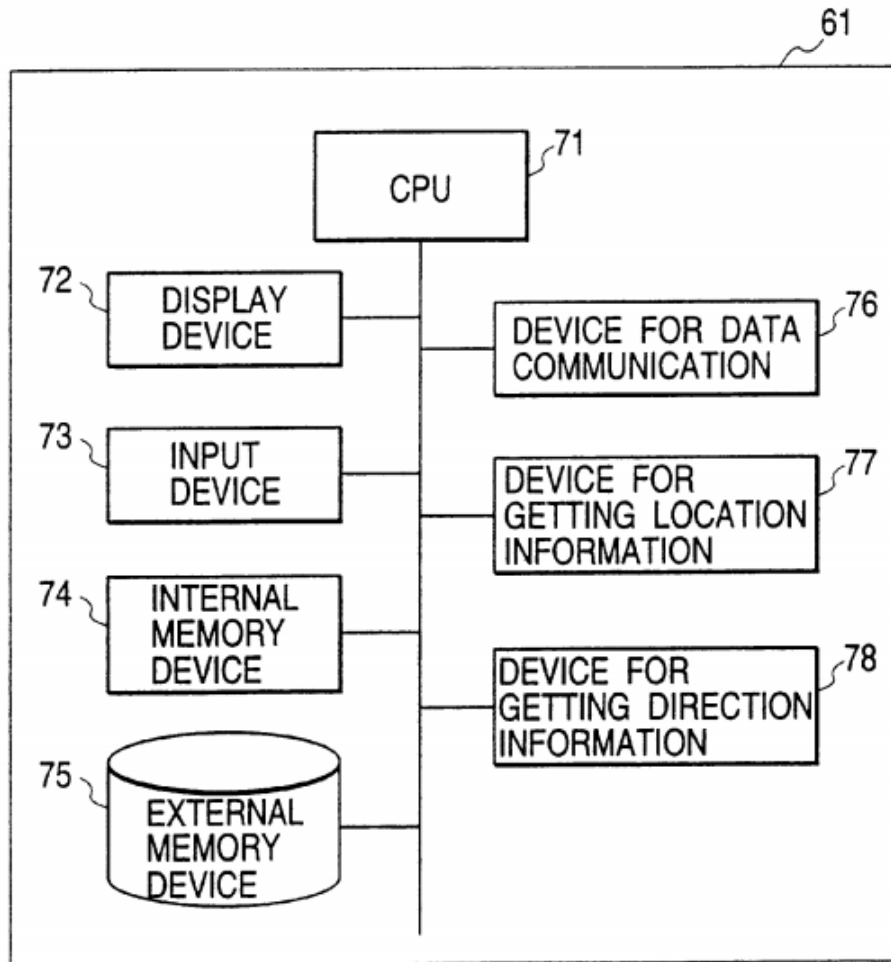 61
71
CPU
72
DISPLAY
DEVICE
76
DEVICE FOR DATA
COMMUNICATION
73
INPUT
DEVICE
77
DEVICE FOR
GETTING LOCATION
INFORMATION
74
INTERNAL
MEMORY
DEVICE
78
DEVICE FOR
GETTING DIRECTION
INFORMATION
75
EXTERNAL
MEMORY
DEVICE